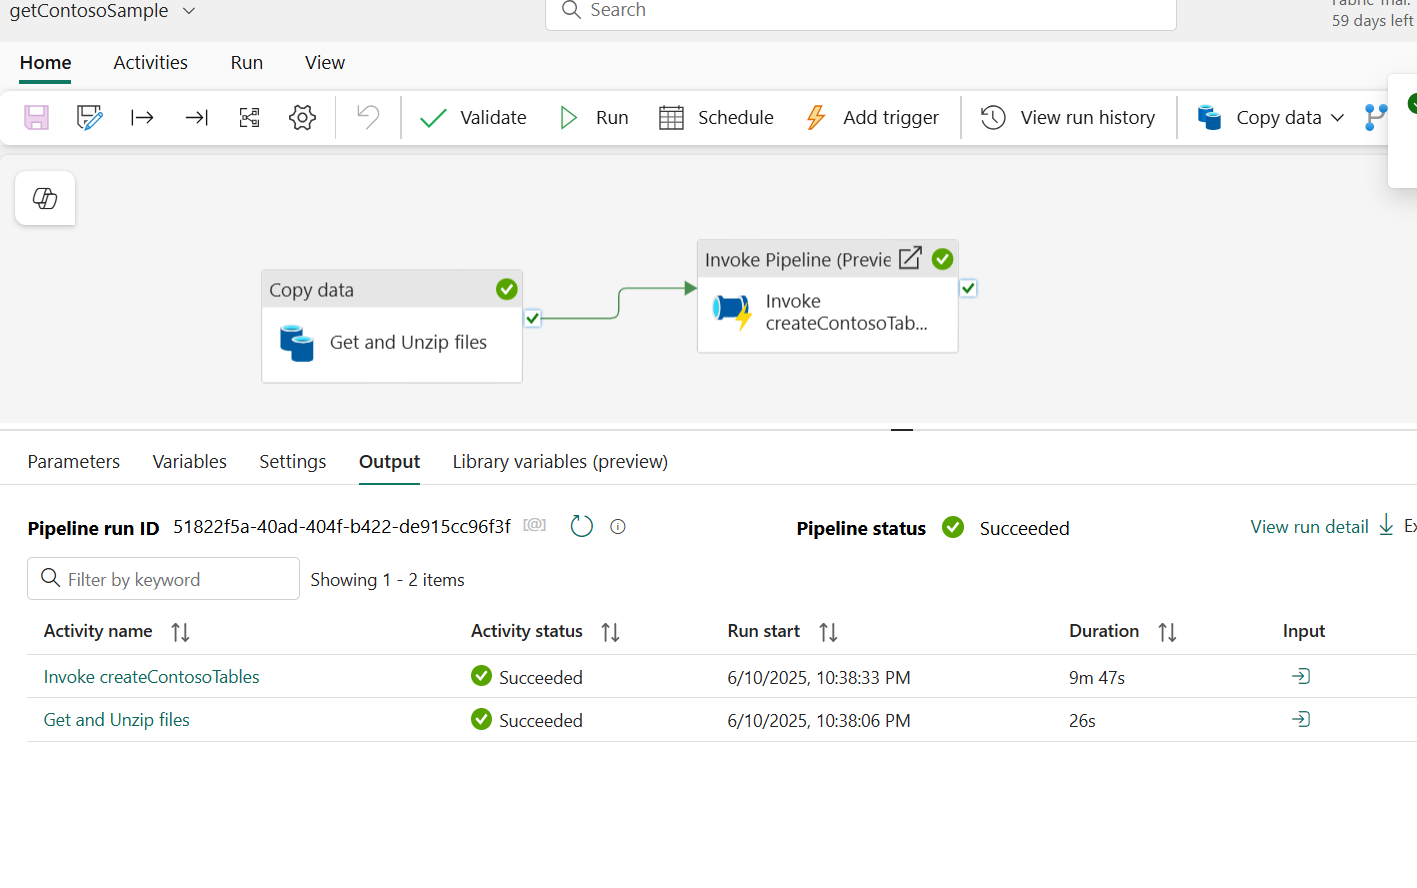 getContosoSample
Search
Fabric Trial:
59 days left
Home Activities Run View
Validate Run Schedule Add trigger View run history Copy data
Copy data
Get and Unzip files
Invoke Pipeline (Previe
Invoke
createContosoTab...
Parameters Variables Settings Output Library variables (preview)
Pipeline run ID 51822f5a-40ad-404f-b422-de915cc96f3f [@] Pipeline status Succeeded View run detail Ex
Filter by keyword Showing 1 - 2 items
Activity name Activity status Run start Duration Input
Invoke createContosoTables Succeeded 6/10/2025, 10:38:33 PM 9m 47s
Get and Unzip files Succeeded 6/10/2025, 10:38:06 PM 26s